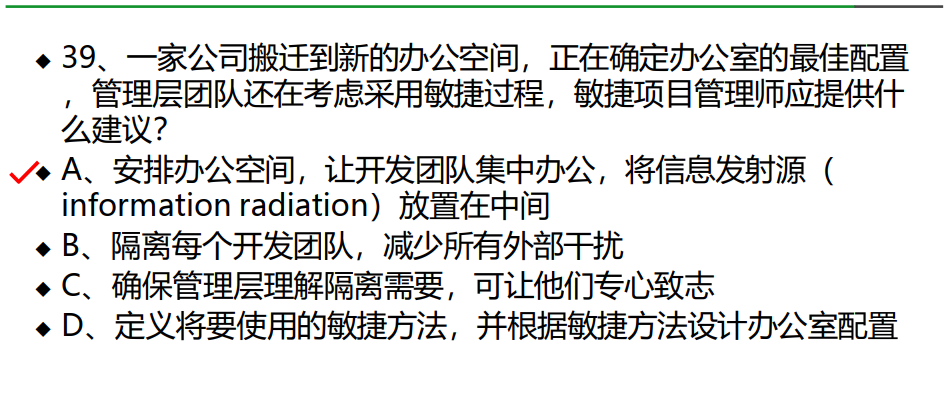 ◆ 39、一家公司搬迁到新的办公空间，正在确定办公室的最佳配置
，管理层团队还在考虑采用敏捷过程，敏捷项目管理师应提供什
么建议？
◆ A、安排办公空间，让开发团队集中办公，将信息发射源（
information radiation）放置在中间
◆ B、隔离每个开发团队，减少所有外部干扰
◆ C、确保管理层理解隔离需要，可让他们专心致志
◆ D、定义将要使用的敏捷方法，并根据敏捷方法设计办公室配置